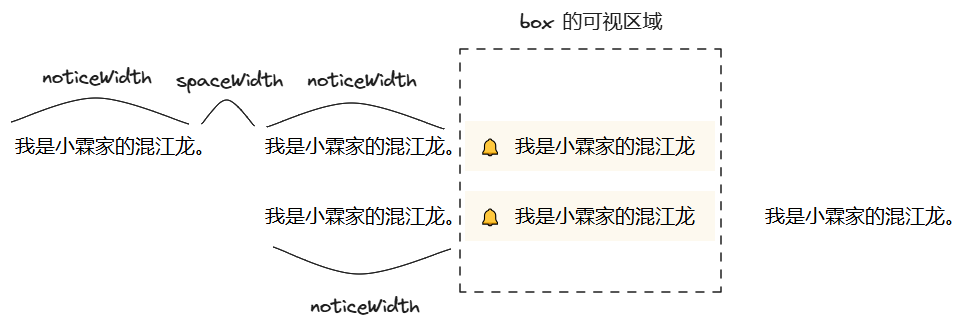 box 的可视区域
noticeWidth spaceWidth noticeWidth
我是小霖家的混江龙。 我是小霖家的混江龙。 我是小霖家的混江龙
我是小霖家的混江龙。 我是小霖家的混江龙 我是小霖家的混江龙。
noticeWidth